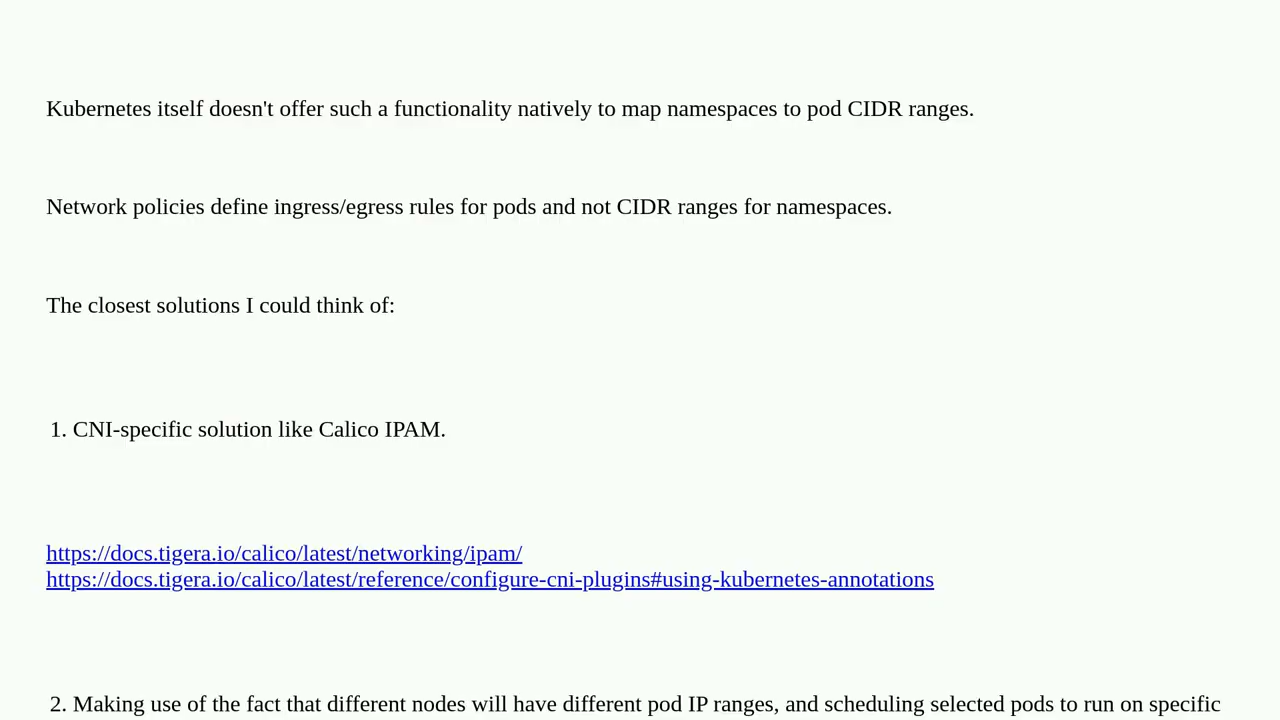 Kubernetes itself doesn't offer such a functionality natively to map namespaces to pod CIDR ranges.
Network policies define ingress/egress rules for pods and not CIDR ranges for namespaces.
The closest solutions I could think of:
1. CNI-specific solution like Calico IPAM.
https://docs.tigera.io/calico/latest/networking/ipam/
https://docs.tigera.io/calico/latest/reference/configure-cni-plugins#using-kubernetes-annotations
2. Making use of the fact that different nodes will have different pod IP ranges, and scheduling selected pods to run on specific